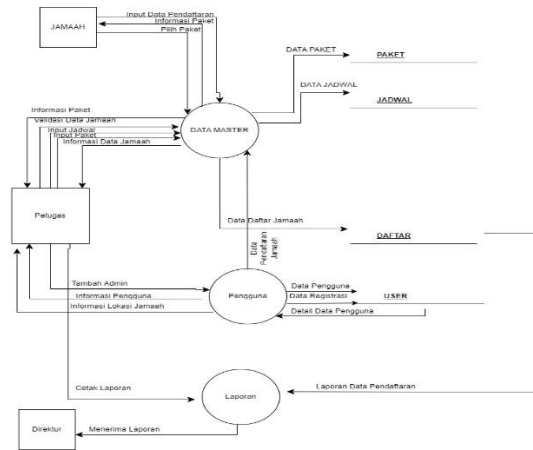 Input Data Pendaftaran
JAMAAH
Informasi Paket
Pilih Paket
DATA PAKET
PAKET
DATA JADWAL
JADWAL
Informasi Paket
Validasi Data Jamaah
Input Jadwal
Input Paket
Informasi Data Jamaah
DATA MASTER
Petugas
Data Daftar Jamaah
DAFTAR
Data
Pendaftaran
Jamaah
Tambah Admin
Informasi Pengguna
Informasi Lokasi Jamaah
Pengguna
Data Pengguna
Data Registrasi
USER
Detail Data Pengguna
Cetak Laporan
Laporan
Laporan Data Pendaftaran
Direktur
Menerima Laporan